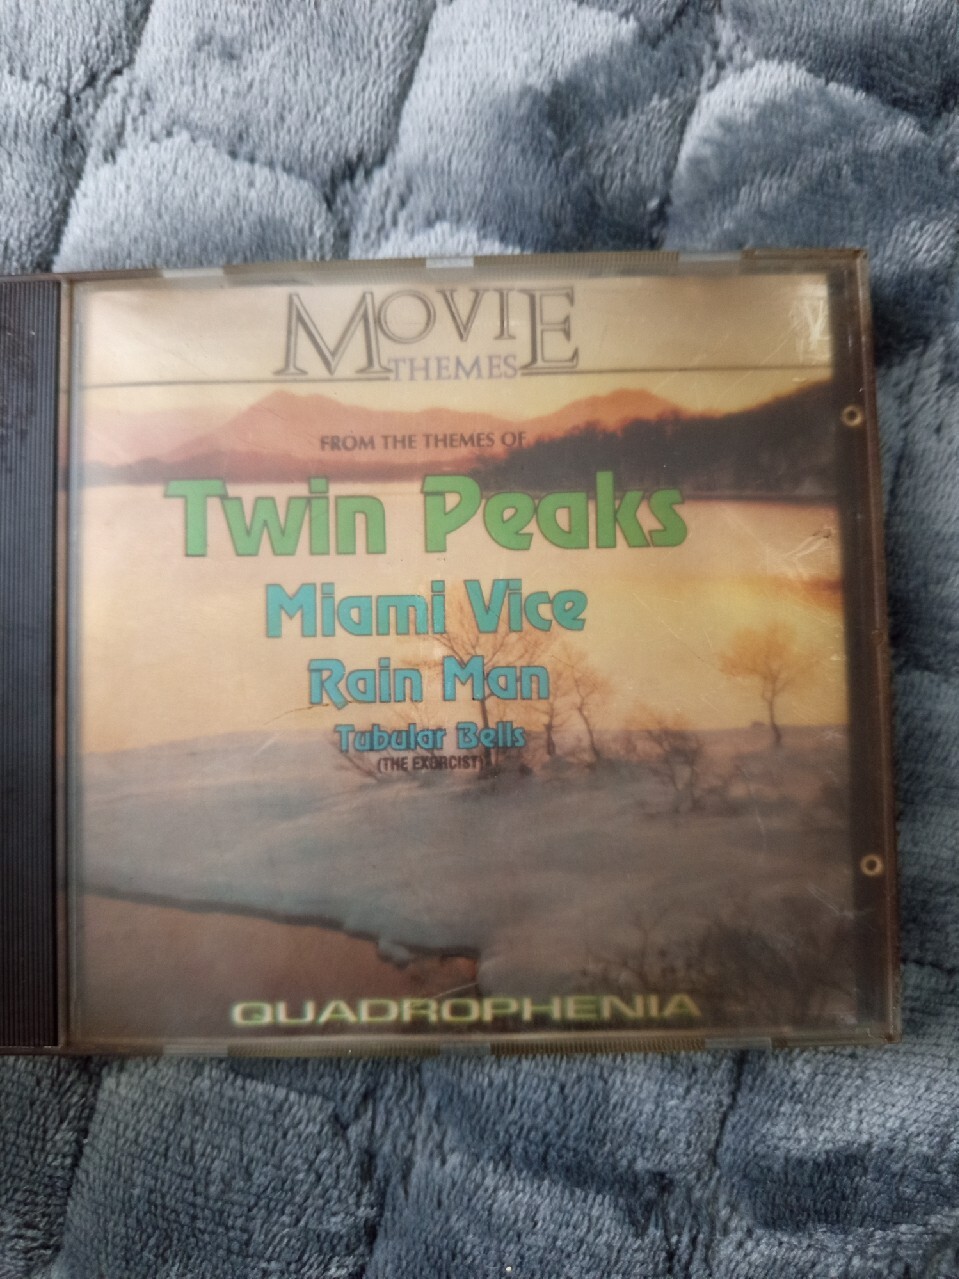 MOVIE
THEMES
FROM THE THEMES OF
Twin Peaks
Miami Vice
Rain Man
Tubular Bells
(THE EXORCIST)
QUADROPHENIA